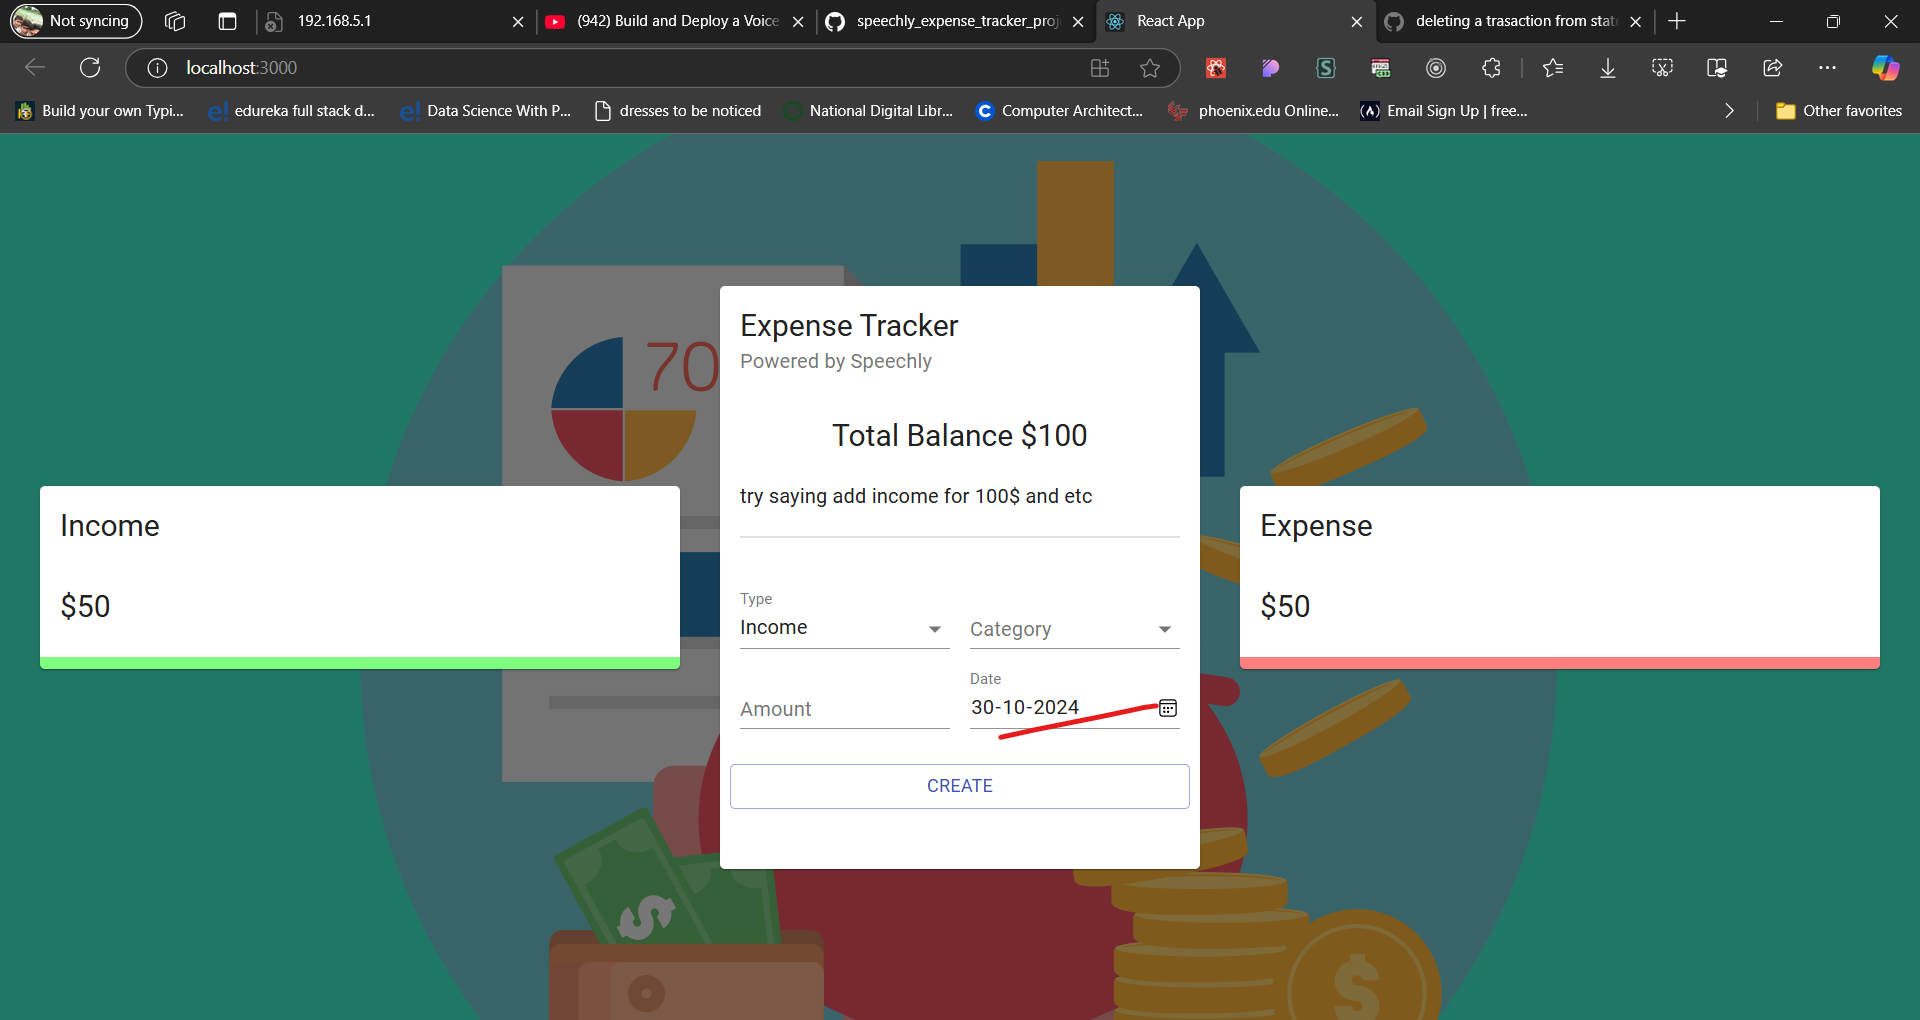 Not syncing
192.168.5.1
(942) Build and Deploy a Voice
speechly_expense_tracker_proj
React App
deleting a trasaction from stat
localhost:3000
Build your own Typi...
edureka full stack d...
Data Science With P...
dresses to be noticed
National Digital Libr...
Computer Architect...
phoenix.edu Online...
Email Sign Up | free...
Other favorites
70
Expense Tracker
Powered by Speechly
Total Balance $100
try saying add income for 100$ and etc
Income
$50
Expense
$50
Type
Income
Category
Amount
Date
30-10-2024
CREATE
$
$